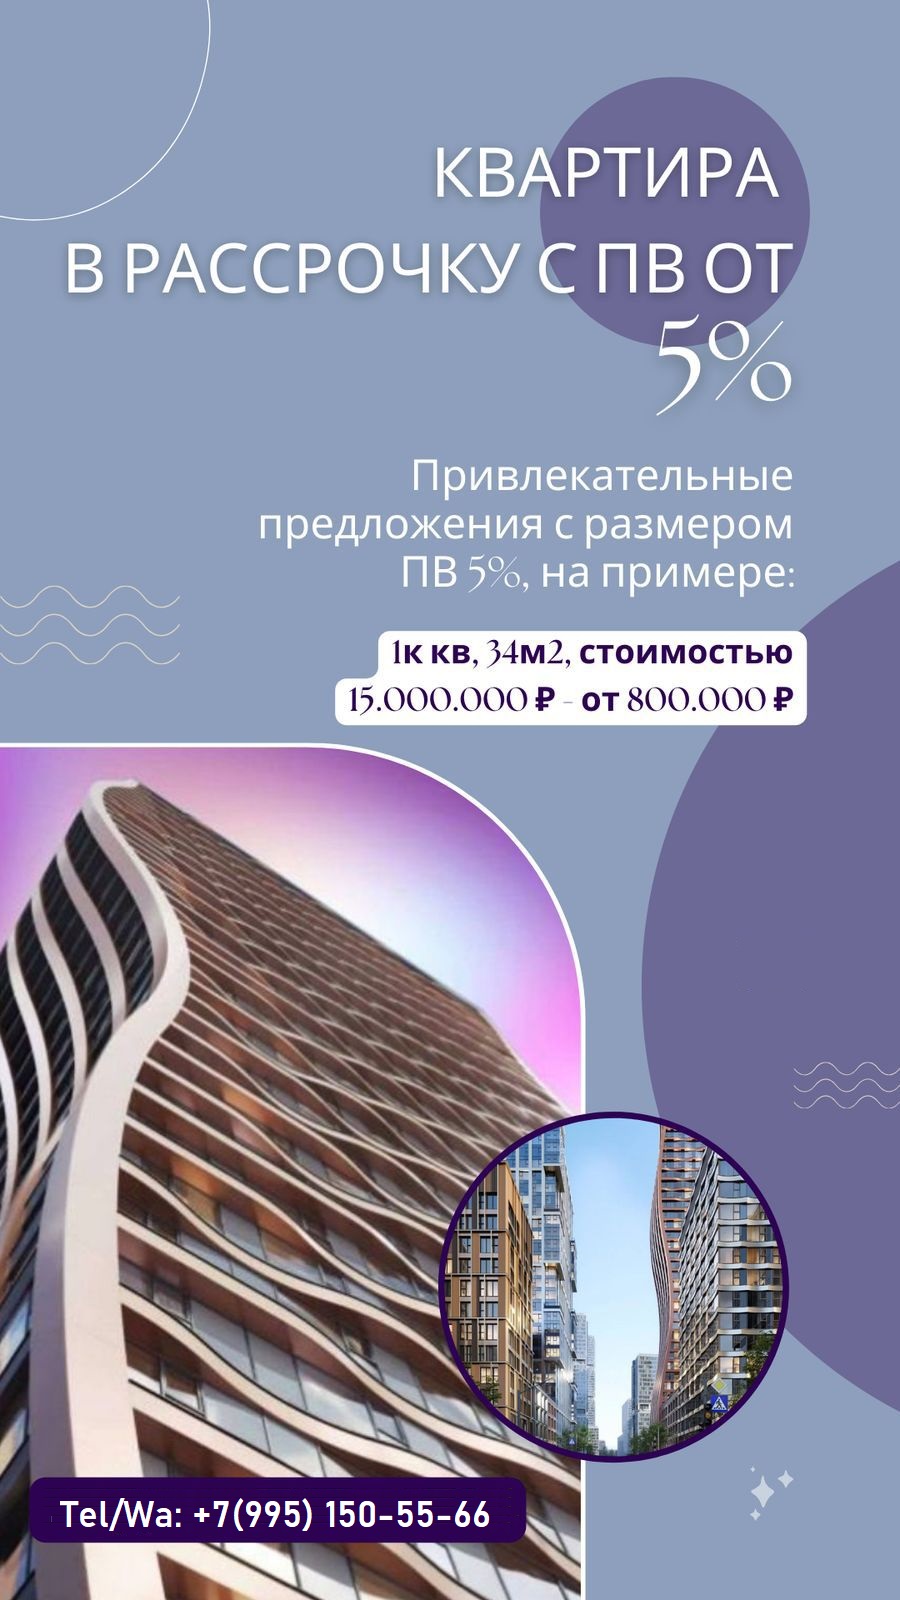 КВАРТИРА
В РАССРОЧКУ С ПВ ОТ
5%
Привлекательные
предложения с размером
ПВ 5%, на примере:
1к кв, 34м2, стоимостью
15.000.000 ₽ - от 800.000 ₽
Tel/Wa: +7(995) 150-55-66